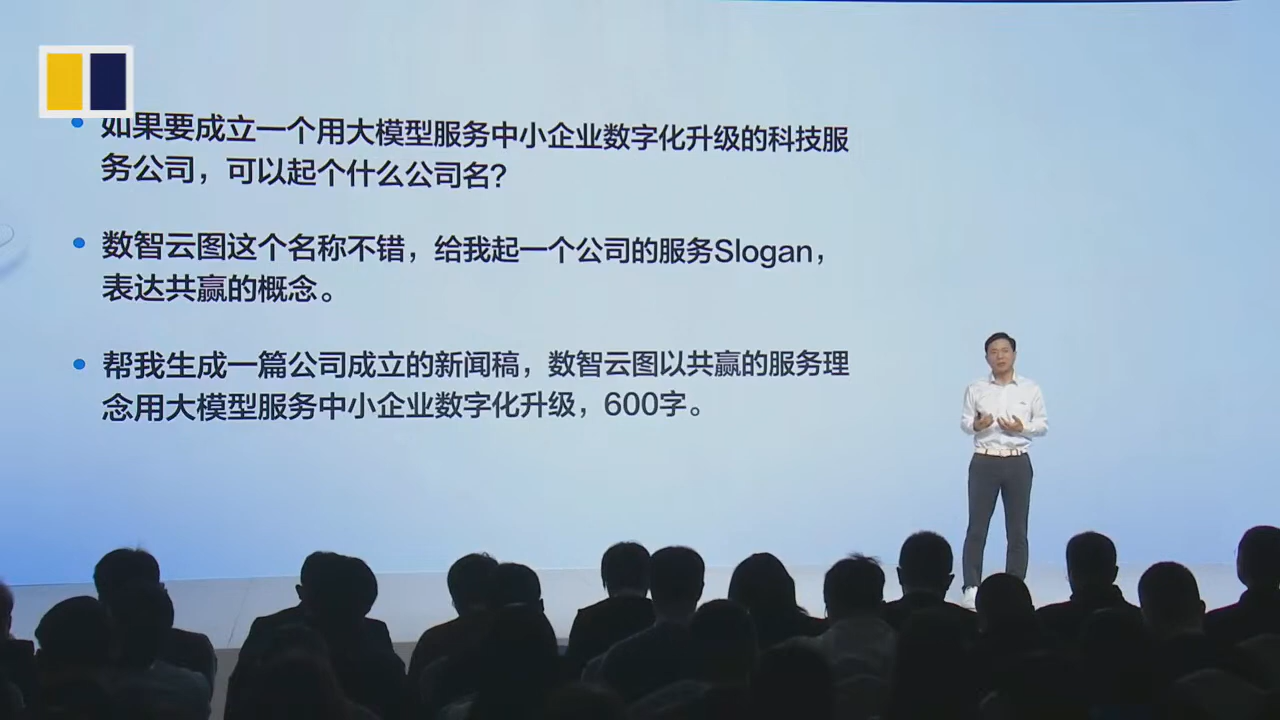 如果要成立一个用大模型服务中小企业数字化升级的科技服
务公司，可以起个什么公司名?
数智云图这个名称不错，给我起一个公司的服务Slogan，
表达共赢的概念。
帮我生成一篇公司成立的新闻稿，数智云图以共赢的服务理
念用大模型服务中小企业数字化升级，600字。